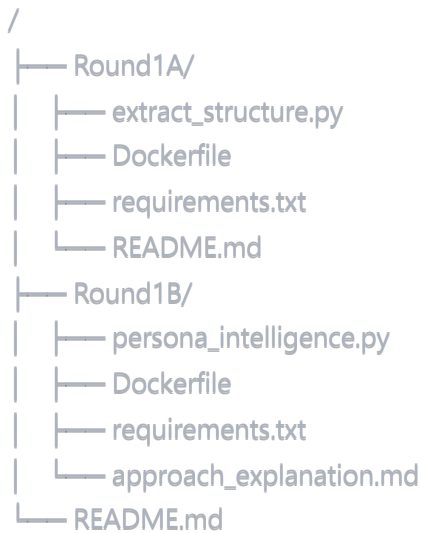 /
├── Round1A/
│   ├── extract_structure.py
│   ├── Dockerfile
│   ├── requirements.txt
│   └── README.md
├── Round1B/
│   ├── persona_intelligence.py
│   ├── Dockerfile
│   ├── requirements.txt
│   └── approach_explanation.md
└── README.md